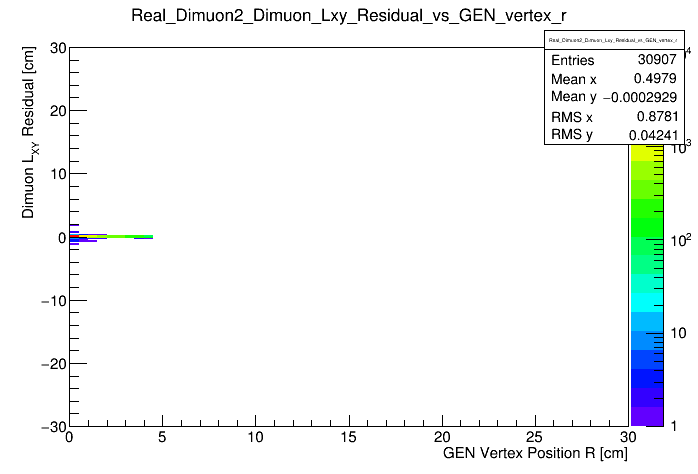 Real_Dimuon2_Dimuon_Lxy_Residual_vs_GEN_vertex_r
Real_Dimuon2_Dimuon_Lxy_Residual_vs_GEN_vertex_r
Entries 30907
Mean x 0.4979
Mean y −0.0002929
RMS x 0.8781
RMS y 0.04241
Dimuon LXY Residual [cm]
30
20
10
0
−10
−20
−30
0 5 10 15 20 25 30
GEN Vertex Position R [cm]
4
10³
10²
10
1